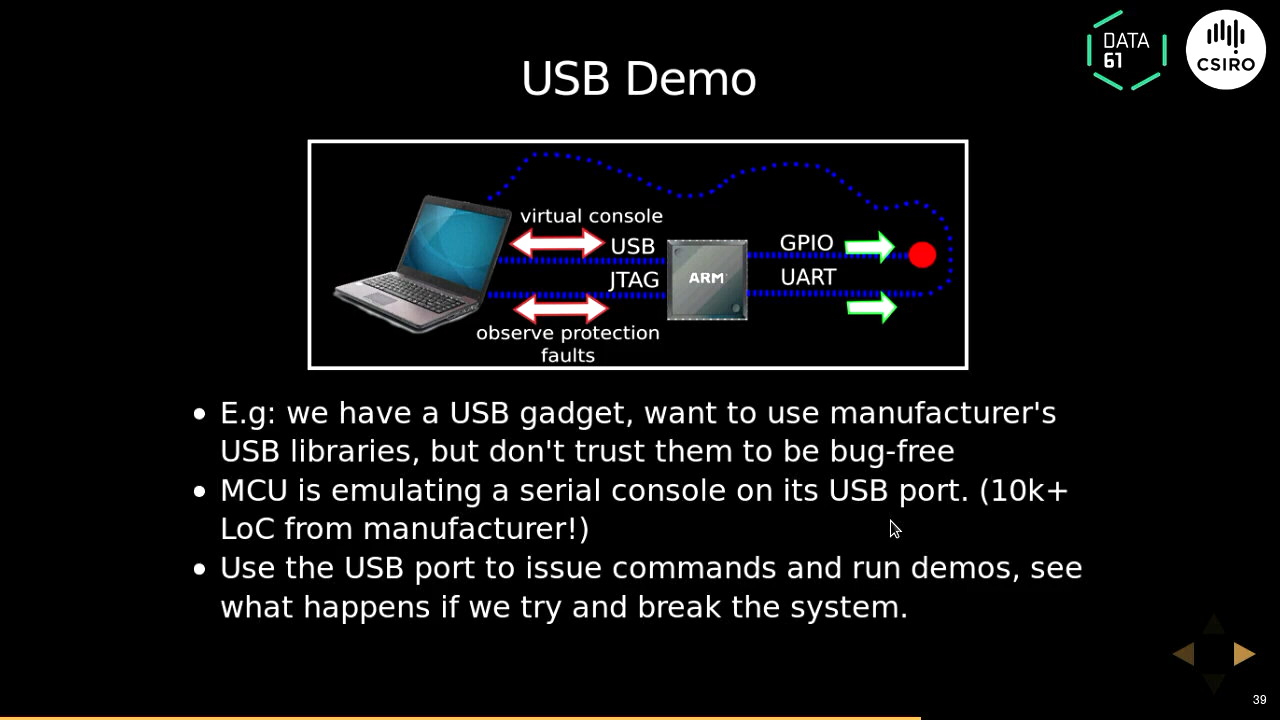 DATA
61
CSIRO
USB Demo
virtual console
USB
GPIO
ARM
JTAG
UART
observe protection
faults
• E.g: we have a USB gadget, want to use manufacturer's
USB libraries, but don't trust them to be bug-free
• MCU is emulating a serial console on its USB port. (10k+
LoC from manufacturer!)
• Use the USB port to issue commands and run demos, see
what happens if we try and break the system.
39